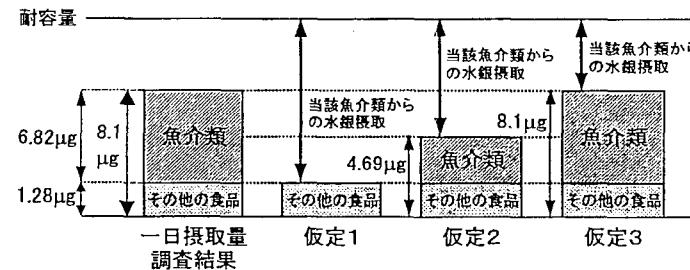 耐容量
当該魚介類から
の水銀摂取
当該魚介類か
の水銀摂取
当該魚介類から
の水銀摂取
6.82μg
8.1
μg
魚介類
4.69μg
魚介類
8.1μg
魚介類
1.28μg
その他の食品
その他の食品
その他の食品
その他の食品
一日摂取量
調査結果
仮定1
仮定2
仮定3